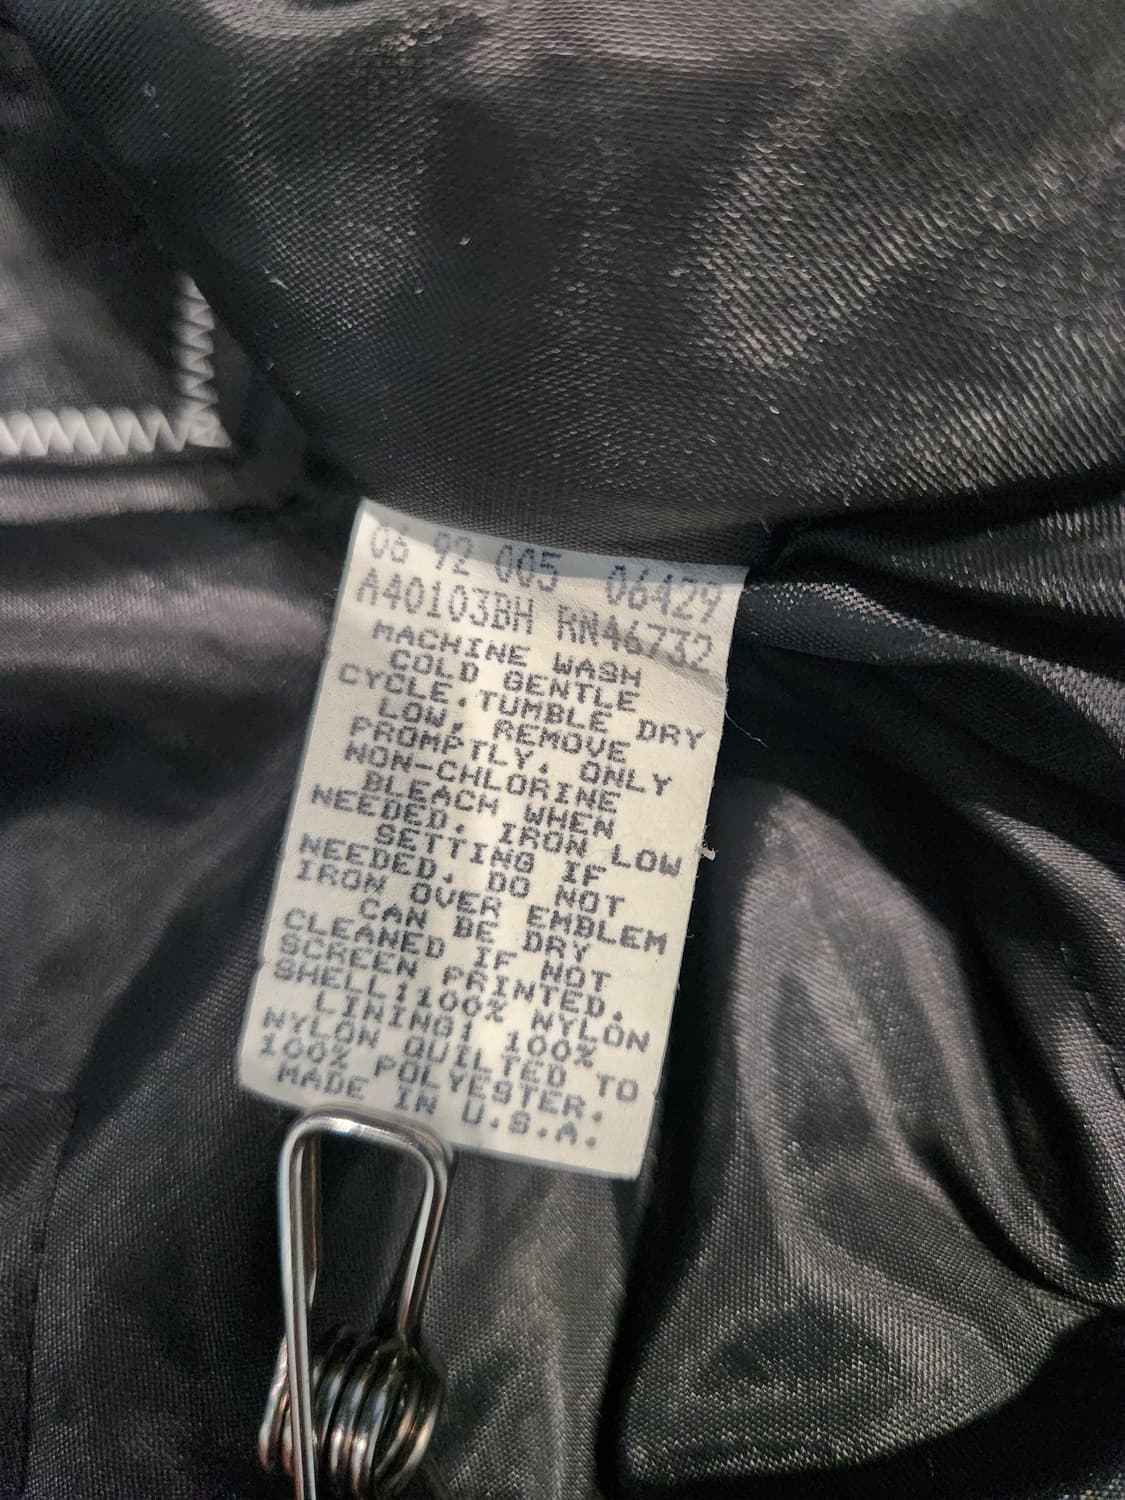 06 92 005 06429
A40103BH RN46732
MACHINE WASH
COLD GENTLE
CYCLE.TUMBLE DRY
LOW, REMOVE
PROMPTLY. ONLY
NON-CHLORINE
BLEACH WHEN
NEEDED. IRON LOW
SETTING IF
NEEDED. DO NOT
IRON OVER EMBLEM
CAN BE DRY
CLEANED IF NOT
SCREEN PRINTED.
SHELL:100% NYLON
LINING: 100%
NYLON QUILTED TO
100% POLYESTER.
MADE IN U.S.A.